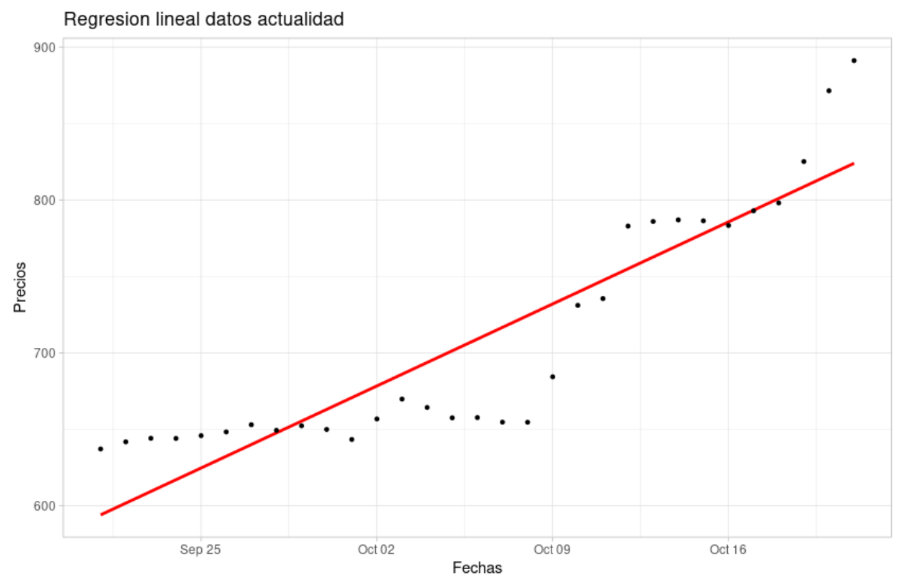 Regresion lineal datos actualidad
900
800
700
600
Precios
Sep 25
Oct 02
Oct 09
Oct 16
Fechas